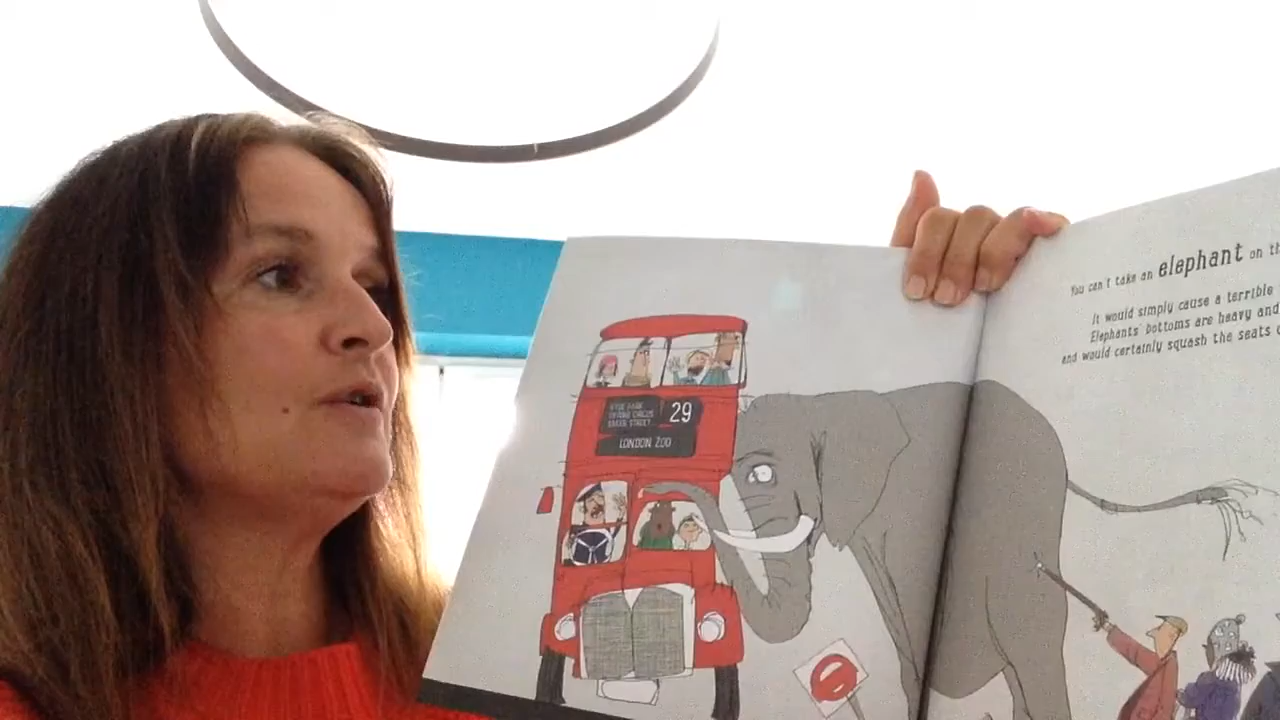 29
LONDON ZOO
You can't take an elephant on th
It would simply cause a terrible
Elephants' bottoms are heavy and
and would certainly squash the seats